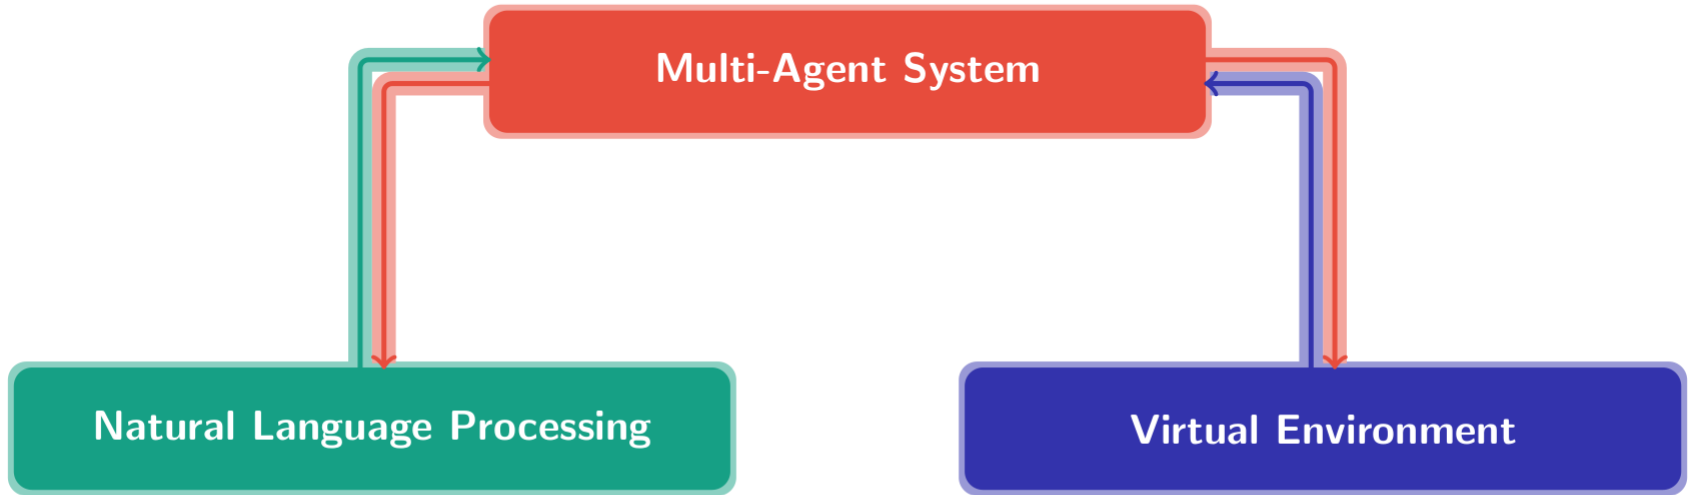 Multi-Agent System
Natural Language Processing
Virtual Environment